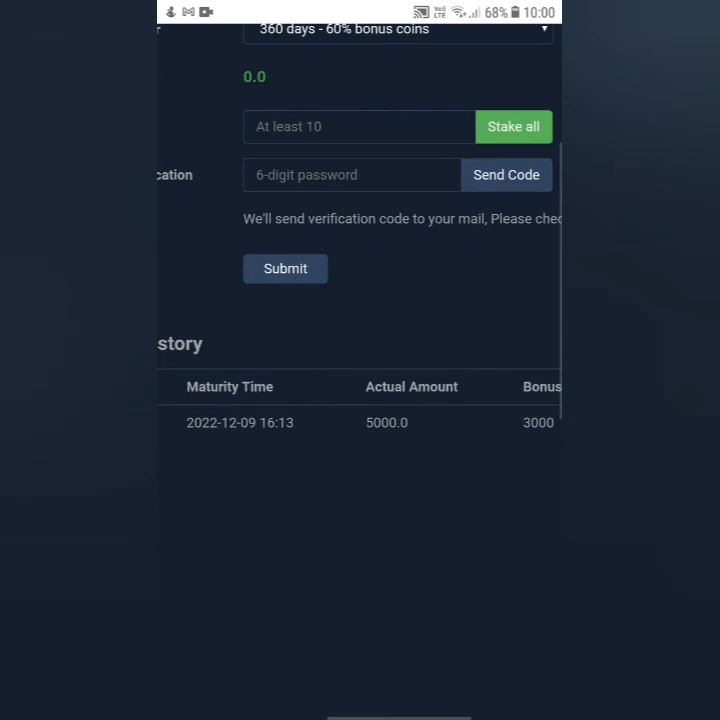 68% 10:00
r 360 days - 60% bonus coins
0.0
At least 10 Stake all
cation 6-digit password Send Code
We'll send verification code to your mail, Please chec
Submit
story
Maturity Time Actual Amount Bonus
2022-12-09 16:13 5000.0 3000